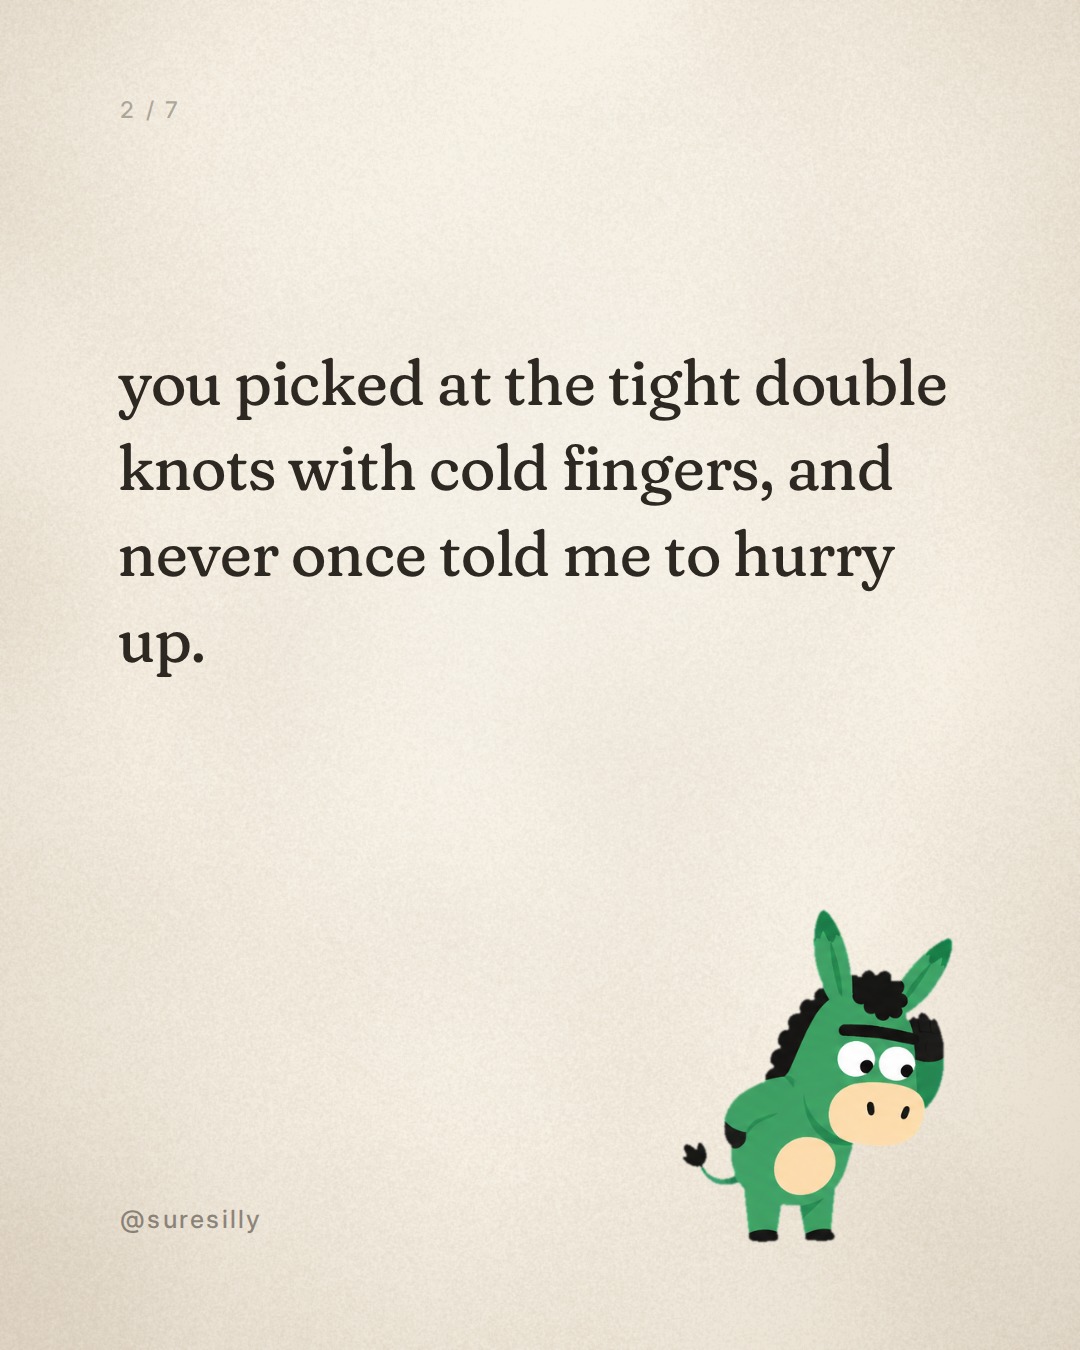 2 / 7
you picked at the tight double
knots with cold fingers, and
never once told me to hurry
up.
@suresilly